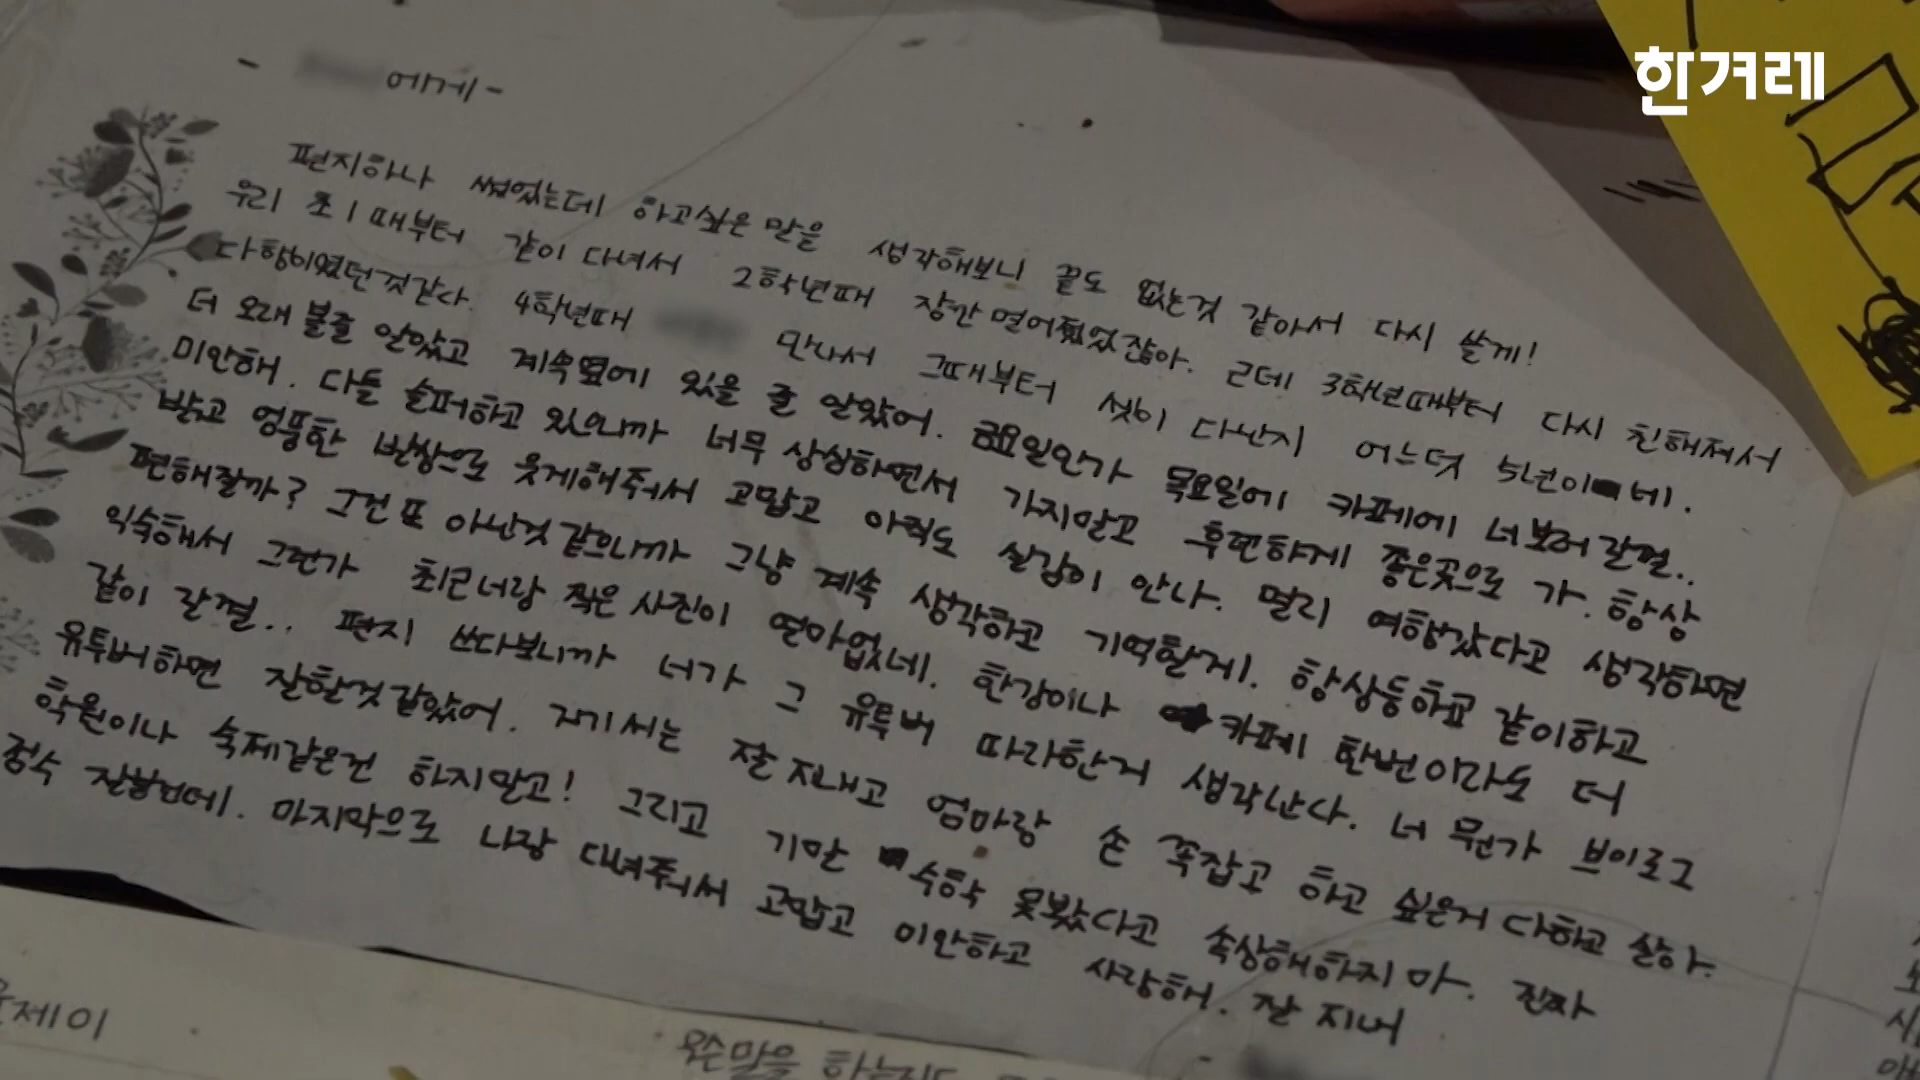 한겨레
- 에게 -
편지하나 썼었는데 하고싶은 말을 생각해보니 끝도 없는것 같아서 다시 쓸게!
우리 초1때부터 같이 다녀서 2학년때 잠깐 멀어졌었잖아. 근데 3학년때부터 다시 친해져서
다행이였던것같다. 4학년때 만나서 그때부터 셋이 다닌지 어느덧 5년이네.
더 오래 볼줄 알았고 계속옆에 있을 줄 알았어. 금요일인가 목요일에 카페에 너보러갈껄..
미안해. 다들 슬퍼하고 있으니까 너무 상심하면서 가지말고 후련하게 좋은곳으로 가. 항상
밝고 엉뚱한 발상으로 웃게해줘서 고맙고 아직도 실감이 안나. 멀리 여행갔다고 생각하면
편해질까? 그건 또 아닌것같으니까 그냥 계속 생각하고 기억할게. 항상등하교 같이하고
익숙해서 그런가 최근너랑 찍은 사진이 얼마없네. 한강이나 카페 한번이라도 더
같이 갈껄.. 편지 쓰다보니까 너가 그 유투버 따라한거 생각난다. 너 뭔가 브이로그
유투버하면 잘할것같았어. 거기서는 잘지내고 엄마랑 손 꼭잡고 하고 싶은거 다하고 살아.
학원이나 숙제같은건 하지말고! 그리고 기말 수학 못봤다고 속상해하지 마. 진짜
점수 잘봤던데. 마지막으로 나랑 다녀줘서 고맙고 미안하고 사랑해. 잘 지내
제이
하는지도